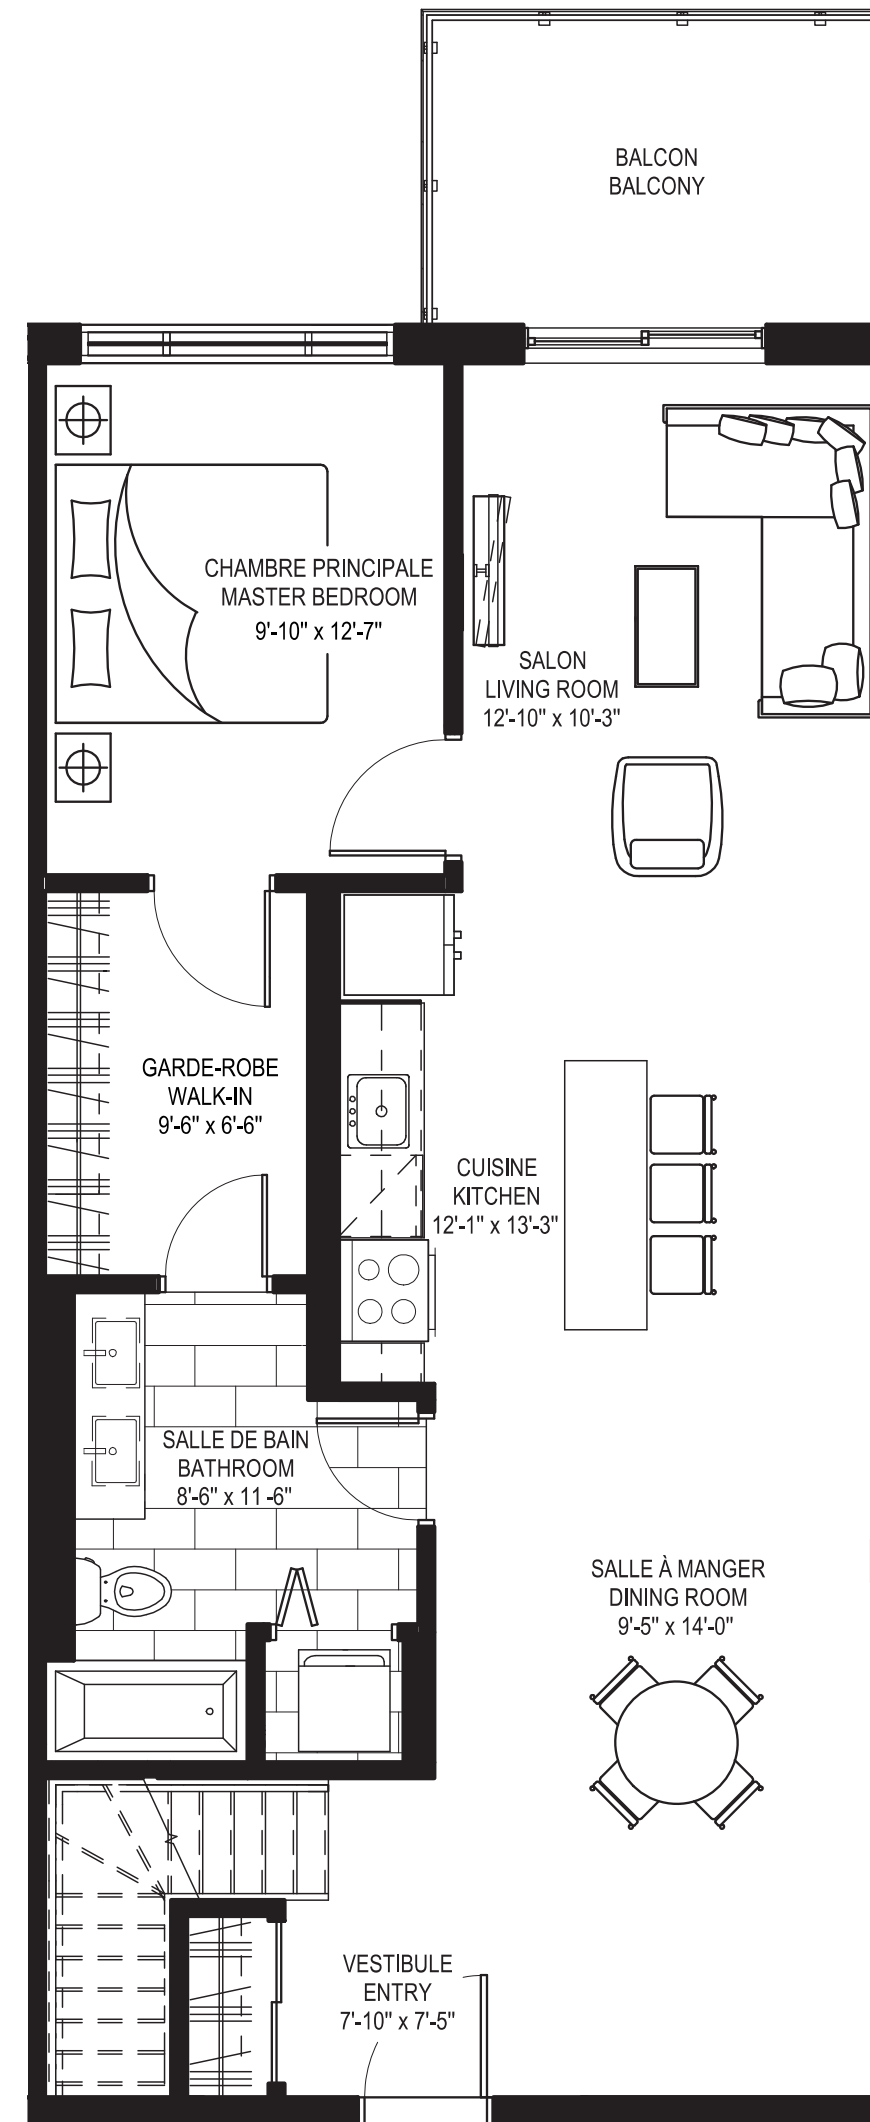 BALCON
BALCONY
CHAMBRE PRINCIPALE
MASTER BEDROOM
9'-10" x 12'-7"
SALON
LIVING ROOM
12'-10" x 10'-3"
GARDE-ROBE
WALK-IN
9'-6" x 6'-6"
CUISINE
KITCHEN
12'-1" x 13'-3"
SALLE DE BAIN
BATHROOM
8'-6" x 11-6"
SALLE À MANGER
DINING ROOM
9'-5" x 14'-0"
VESTIBULE
ENTRY
7'-10" x 7'-5"